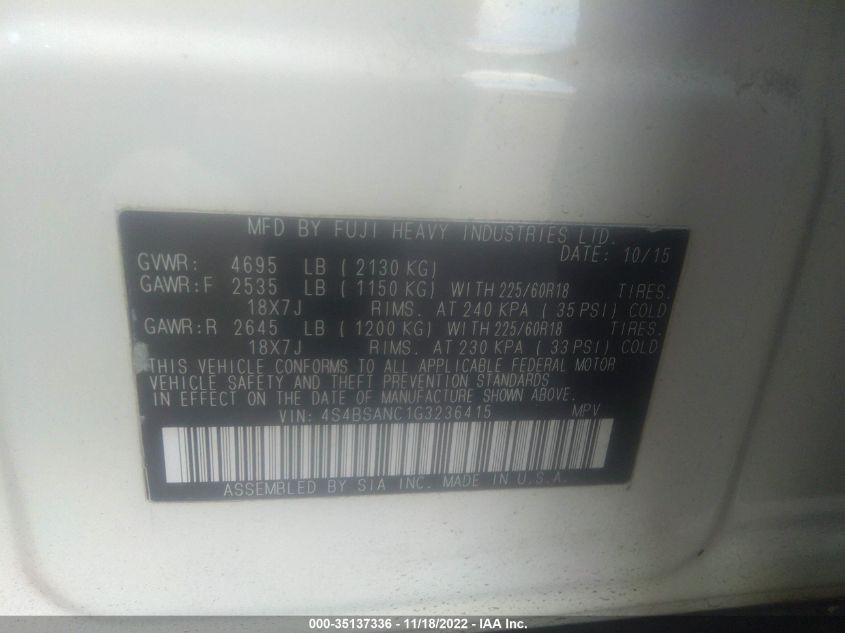 MFD BY FUJI HEAVY INDUSTRIES LTD.
DATE: 10/15
GVWR: 4695 LB (2130 KG)
GAWR:F 2535 LB (1150 KG) WITH 225/60R18 TIRES.
18X7J RIMS. AT 240 KPA (35 PSI) COLD
GAWR:R 2645 LB (1200 KG) WITH 225/60R18 TIRES.
18X7J RIMS. AT 230 KPA (33 PSI) COLD
THIS VEHICLE CONFORMS TO ALL APPLICABLE FEDERAL MOTOR
VEHICLE SAFETY AND THEFT PREVENTION STANDARDS
IN EFFECT ON THE DATE OF MANUFACTURE SHOWN ABOVE.
VIN: 4S4BSANC1G3236415 MPV
ASSEMBLED BY SIA INC. MADE IN U.S.A.
000-35137336 - 11/18/2022 - IAA Inc.